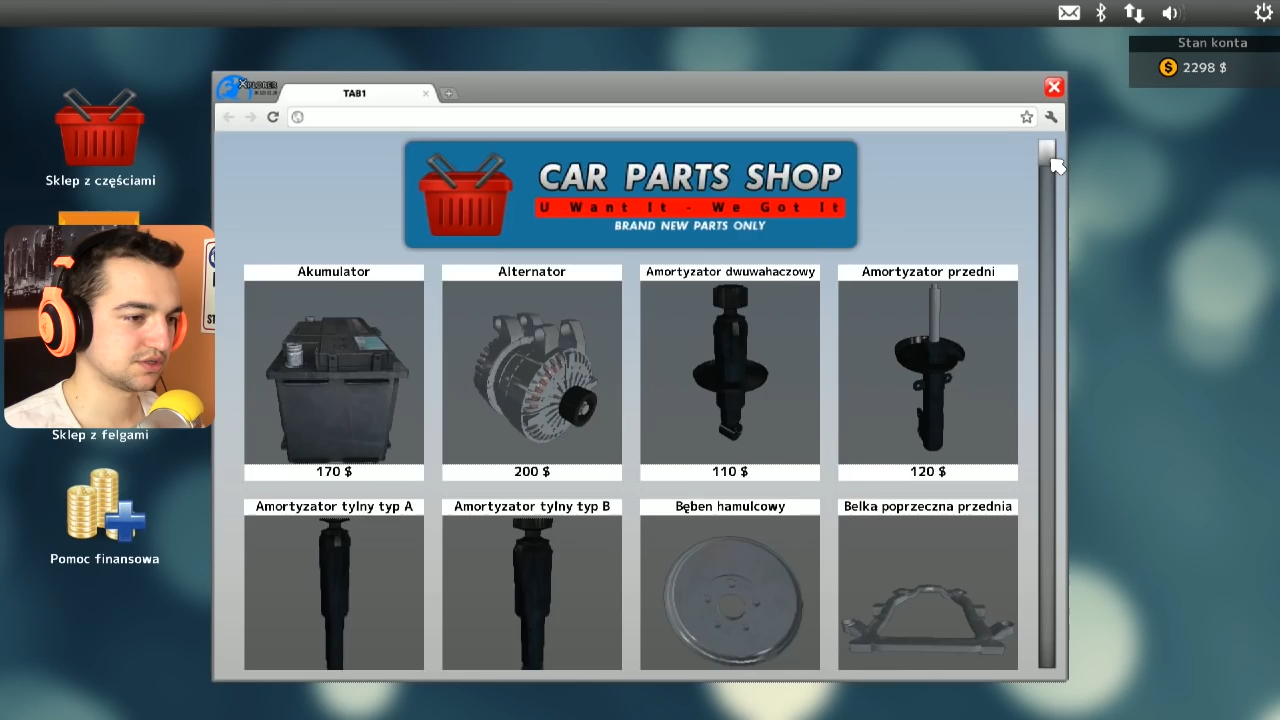 Stan konta
2298 $
TAB1
CAR PARTS SHOP
U Want It - We Got It
BRAND NEW PARTS ONLY
Sklep z częściami
Akumulator
Alternator
Amortyzator dwuwahaczowy
Amortyzator przedni
170 $
200 $
110 $
120 $
Sklep z felgami
Amortyzator tylny typ A
Amortyzator tylny typ B
Bęben hamulcowy
Belka poprzeczna przednia
Pomoc finansowa